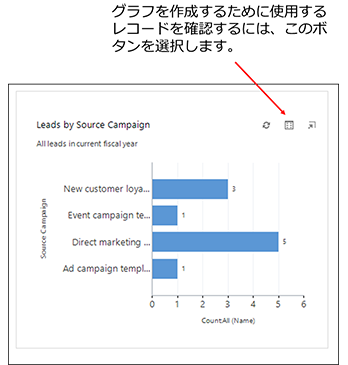 グラフを作成するために使用する
レコードを確認するには、このボ
タンを選択します。
Leads by Source Campaign
All leads in current fiscal year
Source Campaign
New customer loya... 3
Event campaign te... 1
Direct marketing ... 5
Ad campaign templ... 1
0 1 2 3 4 5 6
CountAll (Name)